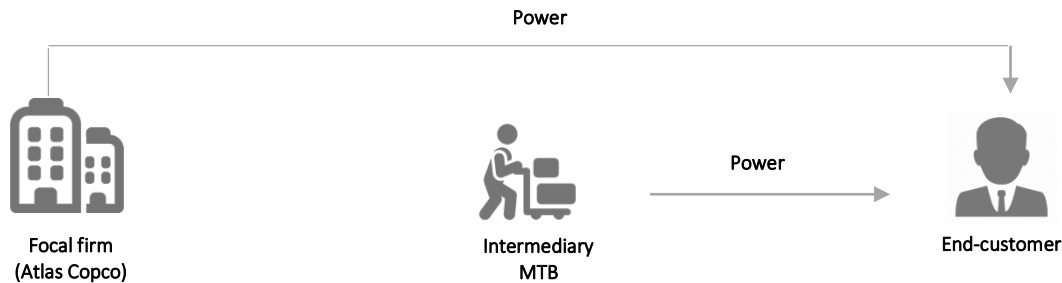 Power
Power
Focal firm
(Atlas Copco)
Intermediary
MTB
End-customer